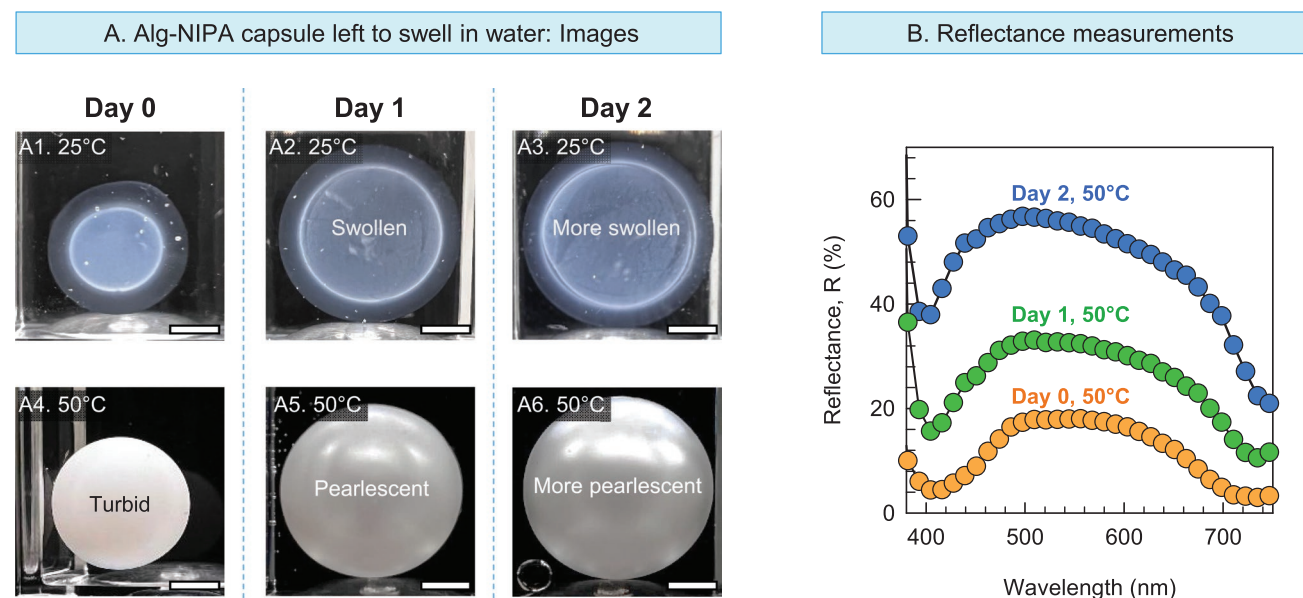 A. Alg-NIPA capsule left to swell in water: Images
Day 0
Day 1
Day 2
A1. 25°C
A2. 25°C
Swollen
A3. 25°C
More swollen
A4. 50°C
Turbid
A5. 50°C
Pearlescent
A6. 50°C
More pearlescent
B. Reflectance measurements
Reflectance, R (%)
60
40
20
0
Day 2, 50°C
Day 1, 50°C
Day 0, 50°C
400
500
600
700
Wavelength (nm)